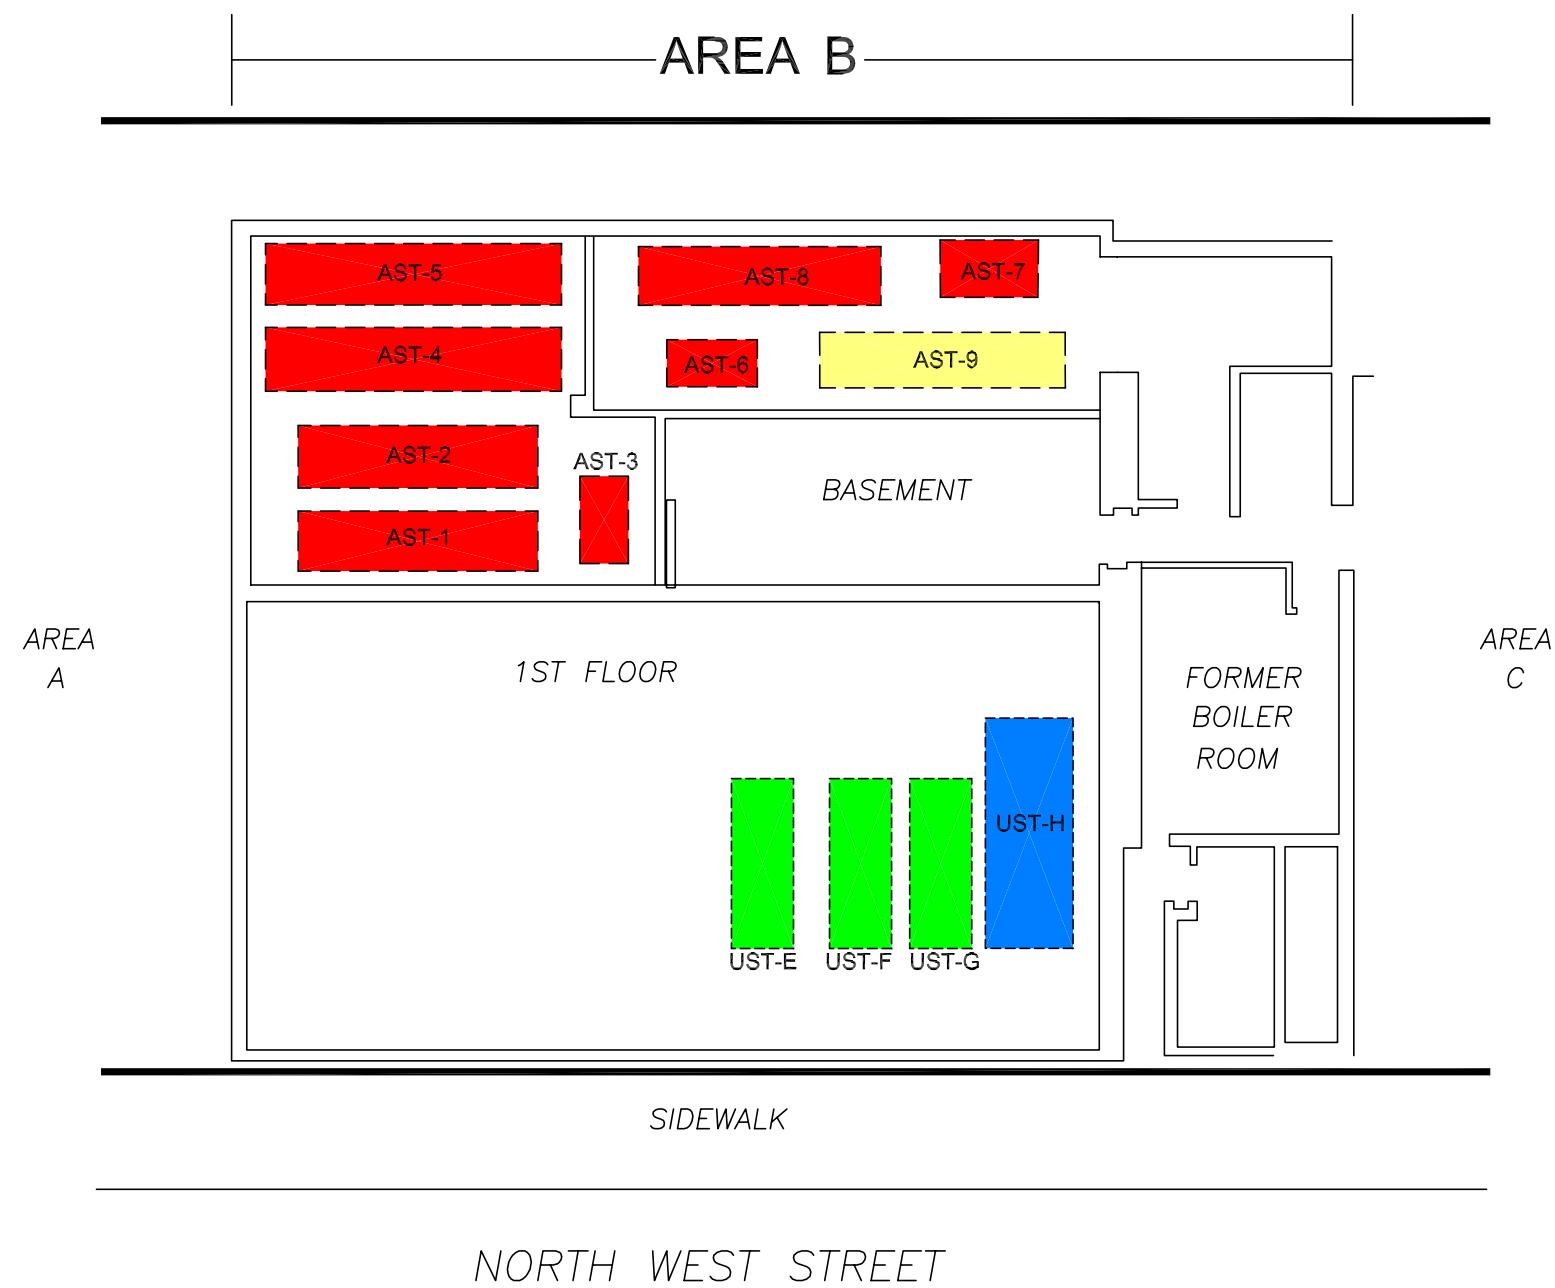 AREA B
AST-5
AST-8
AST-7
AST-4
AST-6
AST-9
AST-2
AST-3
BASEMENT
AST-1
AREA
A
1ST FLOOR
FORMER
BOILER
ROOM
AREA
C
UST-H
UST-E
UST-F
UST-G
SIDEWALK
NORTH WEST STREET